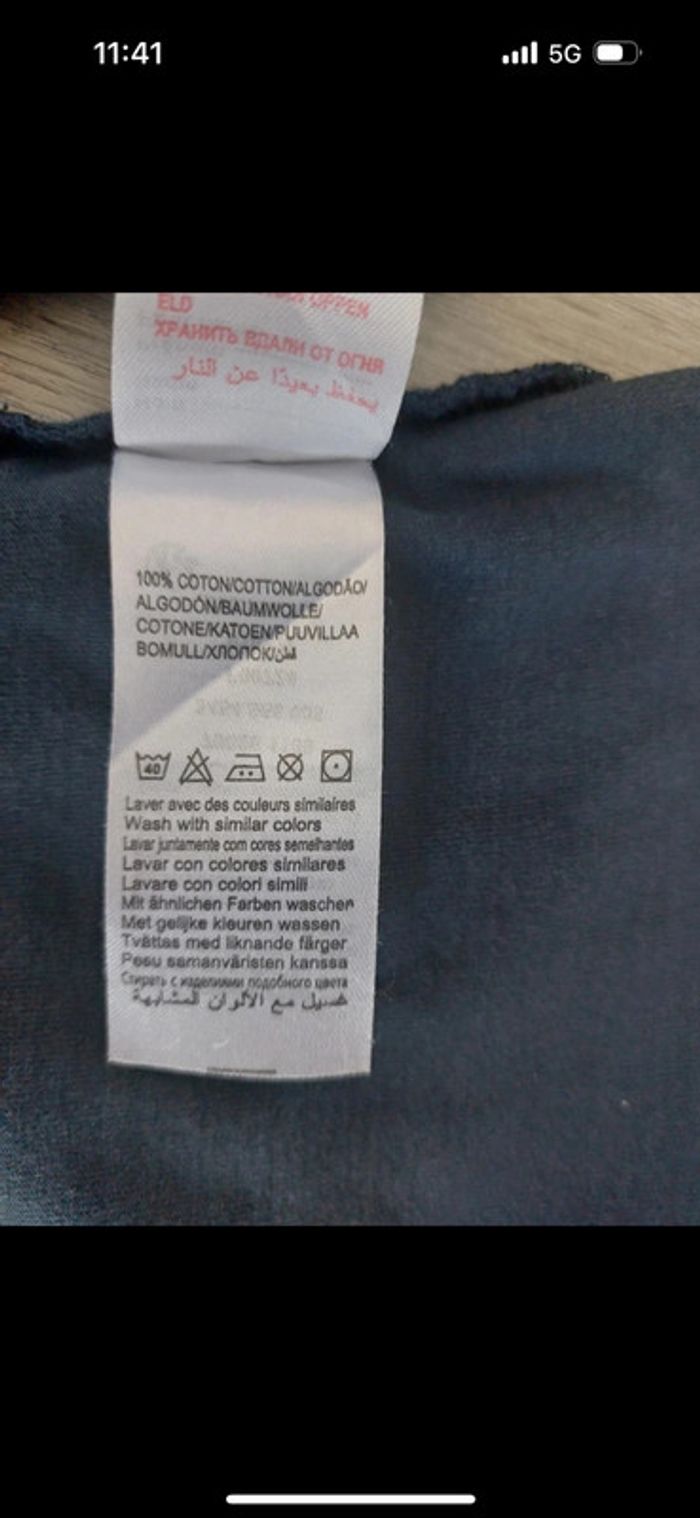 11:41
5G
ELD
ХРАНИТЬ ВДАЛИ ОТ ОГНЯ
يحفظ بعيدًا عن النار
100% COTON/COTTON/ALGODÃO/
ALGODÓN/BAUMWOLLE/
COTONE/KATOEN/PUUVILLAA
BOMULL/ХЛОПОК/قطن
40
Laver avec des couleurs similaires
Wash with similar colors
Lavar juntamente com cores semelhantes
Lavar con colores similares
Lavare con colori simili
Mit ähnlichen Farben waschen
Met gelijke kleuren wassen
Tvättas med liknande färger
Pesu samanväristen kanssa
Стирать с изделиями подобного цвета
غسيل مع الألوان المشابهة